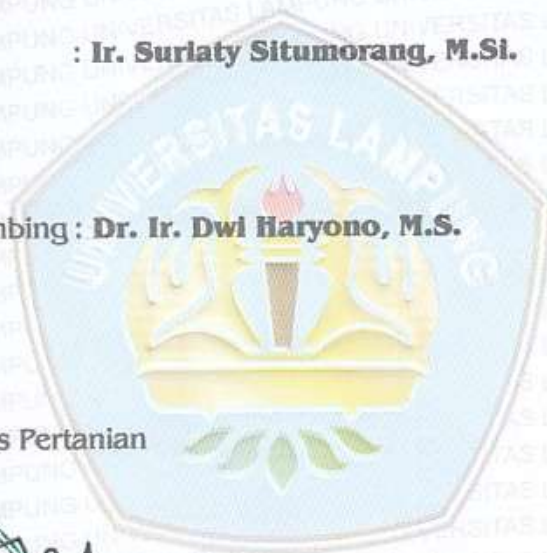 : Ir. Suriaty Situmorang, M.Si.
UNIVERSITAS LAMPUNG
mbing : Dr. Ir. Dwi Haryono, M.S.
s Pertanian